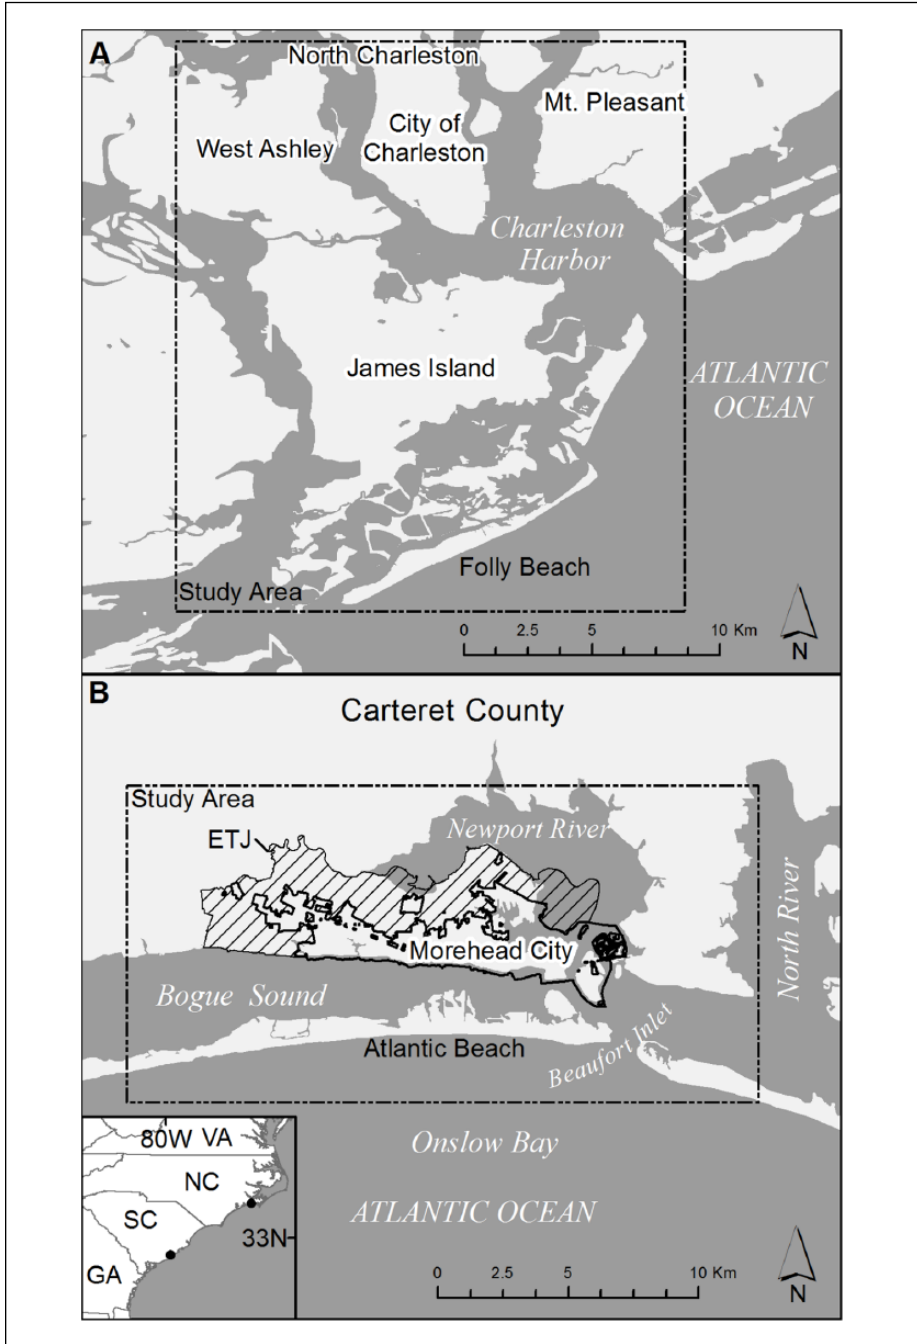 A
North Charleston
Mt. Pleasant
City of
Charleston
West Ashley
Charleston
Harbor
James Island
ATLANTIC
OCEAN
Folly Beach
Study Area
0 2.5 5 10 Km
N
B
Carteret County
Study Area
Newport River
ETJ
North River
Morehead City
Bogue Sound
Atlantic Beach
Beaufort Inlet
Onslow Bay
ATLANTIC OCEAN
80W VA
NC
SC
33N
GA
0 2.5 5 10 Km
N